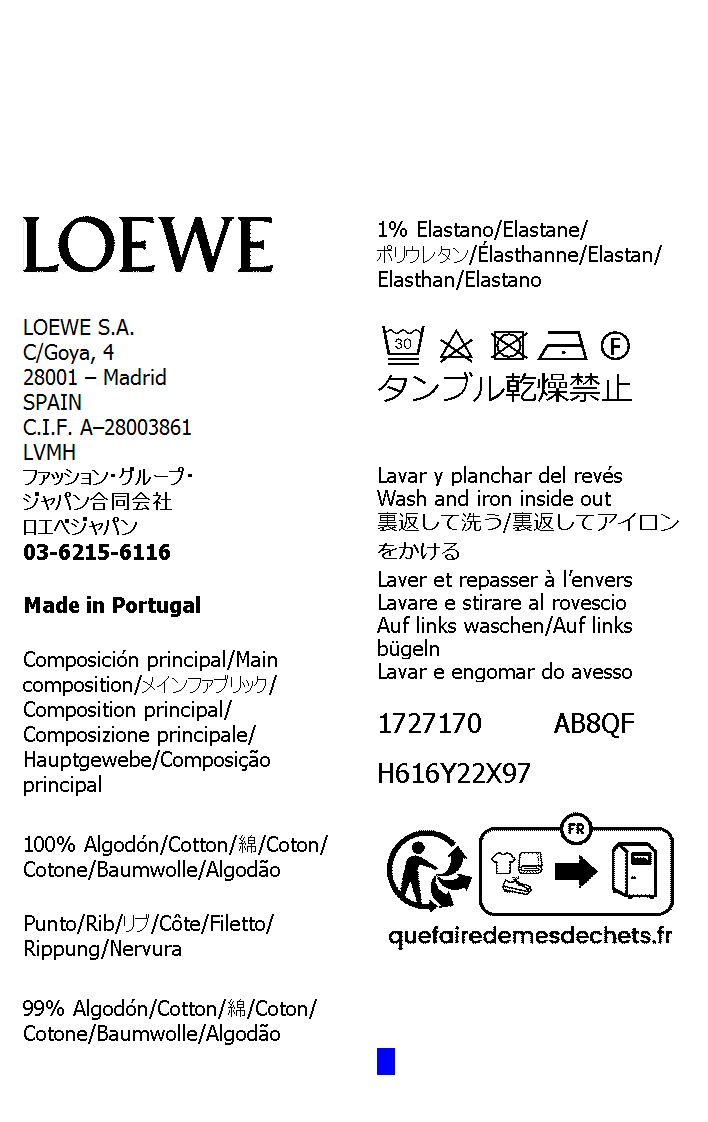 LOEWE
LOEWE S.A.
C/Goya, 4
28001 – Madrid
SPAIN
C.I.F. A–28003861
LVMH
ファッション・グループ・
ジャパン合同会社
ロエベジャパン
03-6215-6116
Made in Portugal
Composición principal/Main
composition/メインファブリック/
Composition principal/
Composizione principale/
Hauptgewebe/Composição
principal
100% Algodón/Cotton/綿/Coton/
Cotone/Baumwolle/Algodão
Punto/Rib/リブ/Côte/Filetto/
Rippung/Nervura
99% Algodón/Cotton/綿/Coton/
Cotone/Baumwolle/Algodão
1% Elastano/Elastane/
ポリウレタン/Élasthanne/Elastan/
Elasthan/Elastano
30
F
タンブル乾燥禁止
Lavar y planchar del revés
Wash and iron inside out
裏返して洗う/裏返してアイロン
をかける
Laver et repasser à l’envers
Lavare e stirare al rovescio
Auf links waschen/Auf links
bügeln
Lavar e engomar do avesso
1727170 AB8QF
H616Y22X97
FR
quefairedemesdechets.fr